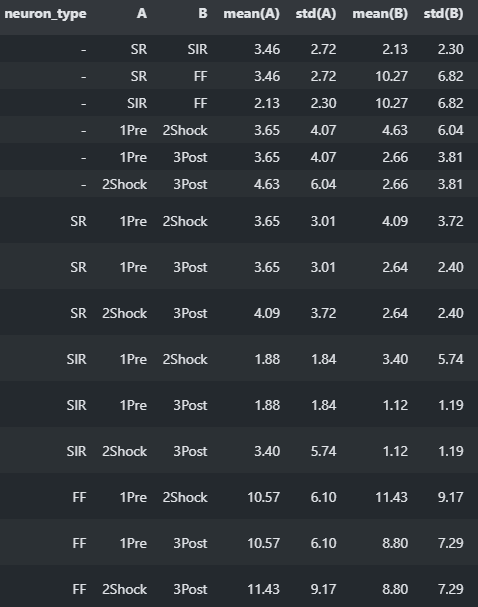 neuron_type A B mean(A) std(A) mean(B) std(B)
- SR SIR 3.46 2.72 2.13 2.30
- SR FF 3.46 2.72 10.27 6.82
- SIR FF 2.13 2.30 10.27 6.82
- 1Pre 2Shock 3.65 4.07 4.63 6.04
- 1Pre 3Post 3.65 4.07 2.66 3.81
- 2Shock 3Post 4.63 6.04 2.66 3.81
SR 1Pre 2Shock 3.65 3.01 4.09 3.72
SR 1Pre 3Post 3.65 3.01 2.64 2.40
SR 2Shock 3Post 4.09 3.72 2.64 2.40
SIR 1Pre 2Shock 1.88 1.84 3.40 5.74
SIR 1Pre 3Post 1.88 1.84 1.12 1.19
SIR 2Shock 3Post 3.40 5.74 1.12 1.19
FF 1Pre 2Shock 10.57 6.10 11.43 9.17
FF 1Pre 3Post 10.57 6.10 8.80 7.29
FF 2Shock 3Post 11.43 9.17 8.80 7.29